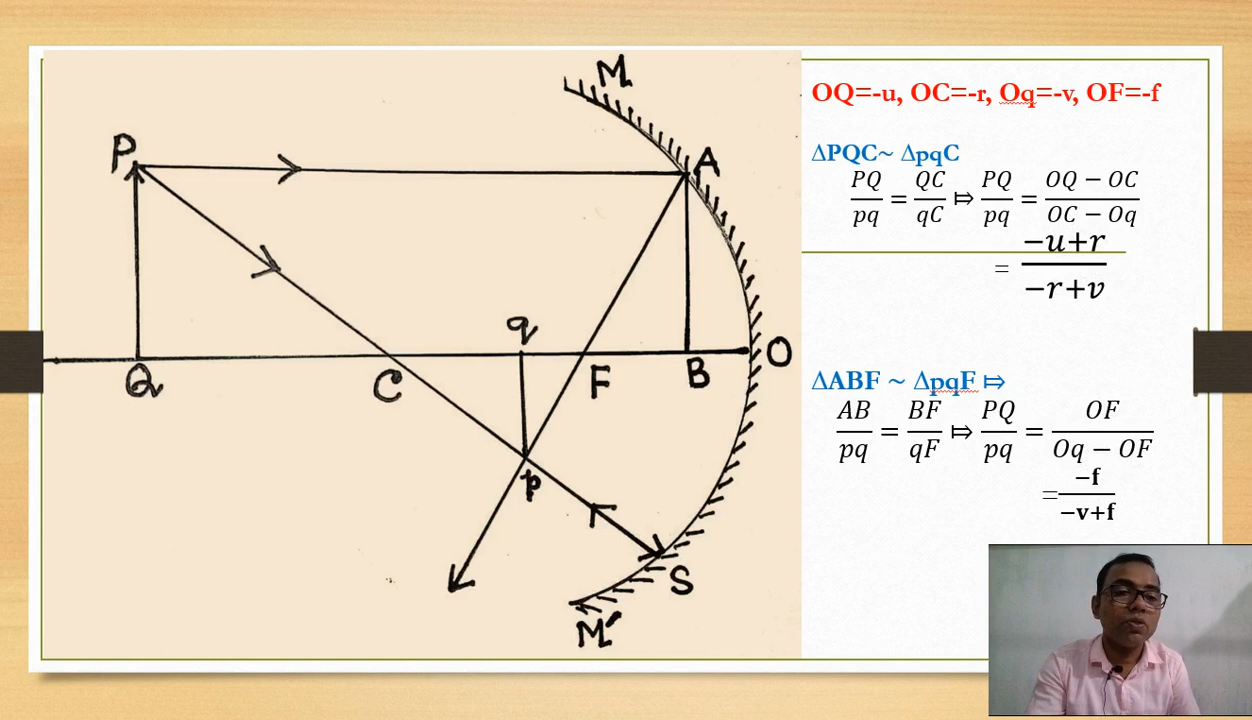 M
P
A
q
Q
C
F
B
O
p
S
M′
OQ=-u, OC=-r, Oq=-v, OF=-f
ΔPQC~ ΔpqC
PQ/pq = QC/qC ⤇ PQ/pq = (OQ − OC)/(OC − Oq)
= (−u+r)/(−r+v)
ΔABF ~ ΔpqF ⤇
AB/pq = BF/qF ⤇ PQ/pq = OF/(Oq − OF)
= −f/(−v+f)